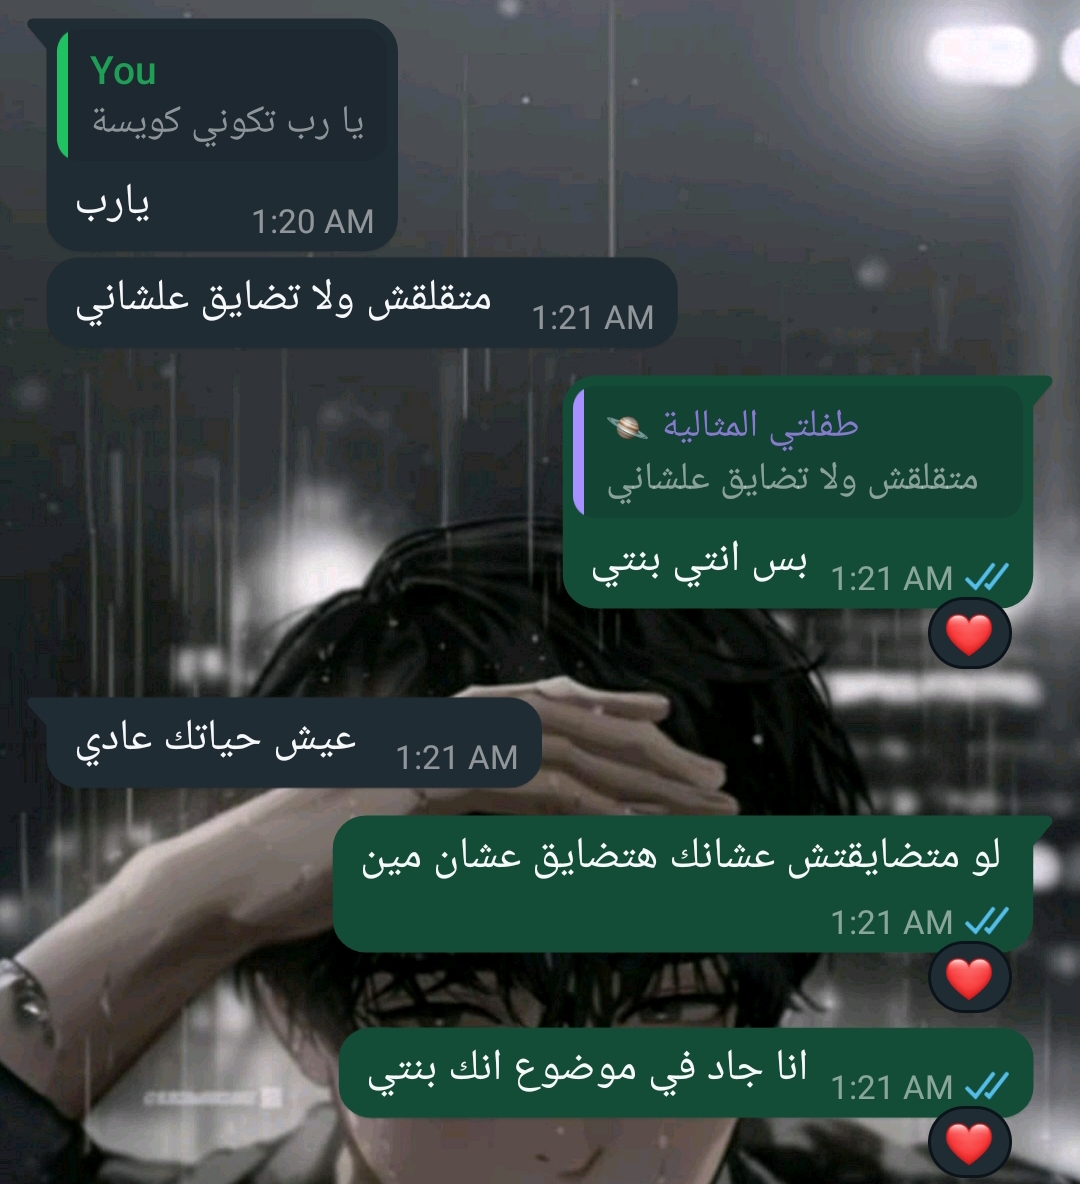 You
يا رب تكوني كويسة
يارب
1:20 AM
متقلقش ولا تضايق علشاني
1:21 AM
طفلتي المثالية 🪐
متقلقش ولا تضايق علشاني
بس انتي بنتي
1:21 AM
❤️
عيش حياتك عادي
1:21 AM
لو متضايقتش عشانك هتضايق عشان مين
1:21 AM
❤️
انا جاد في موضوع انك بنتي
1:21 AM
❤️